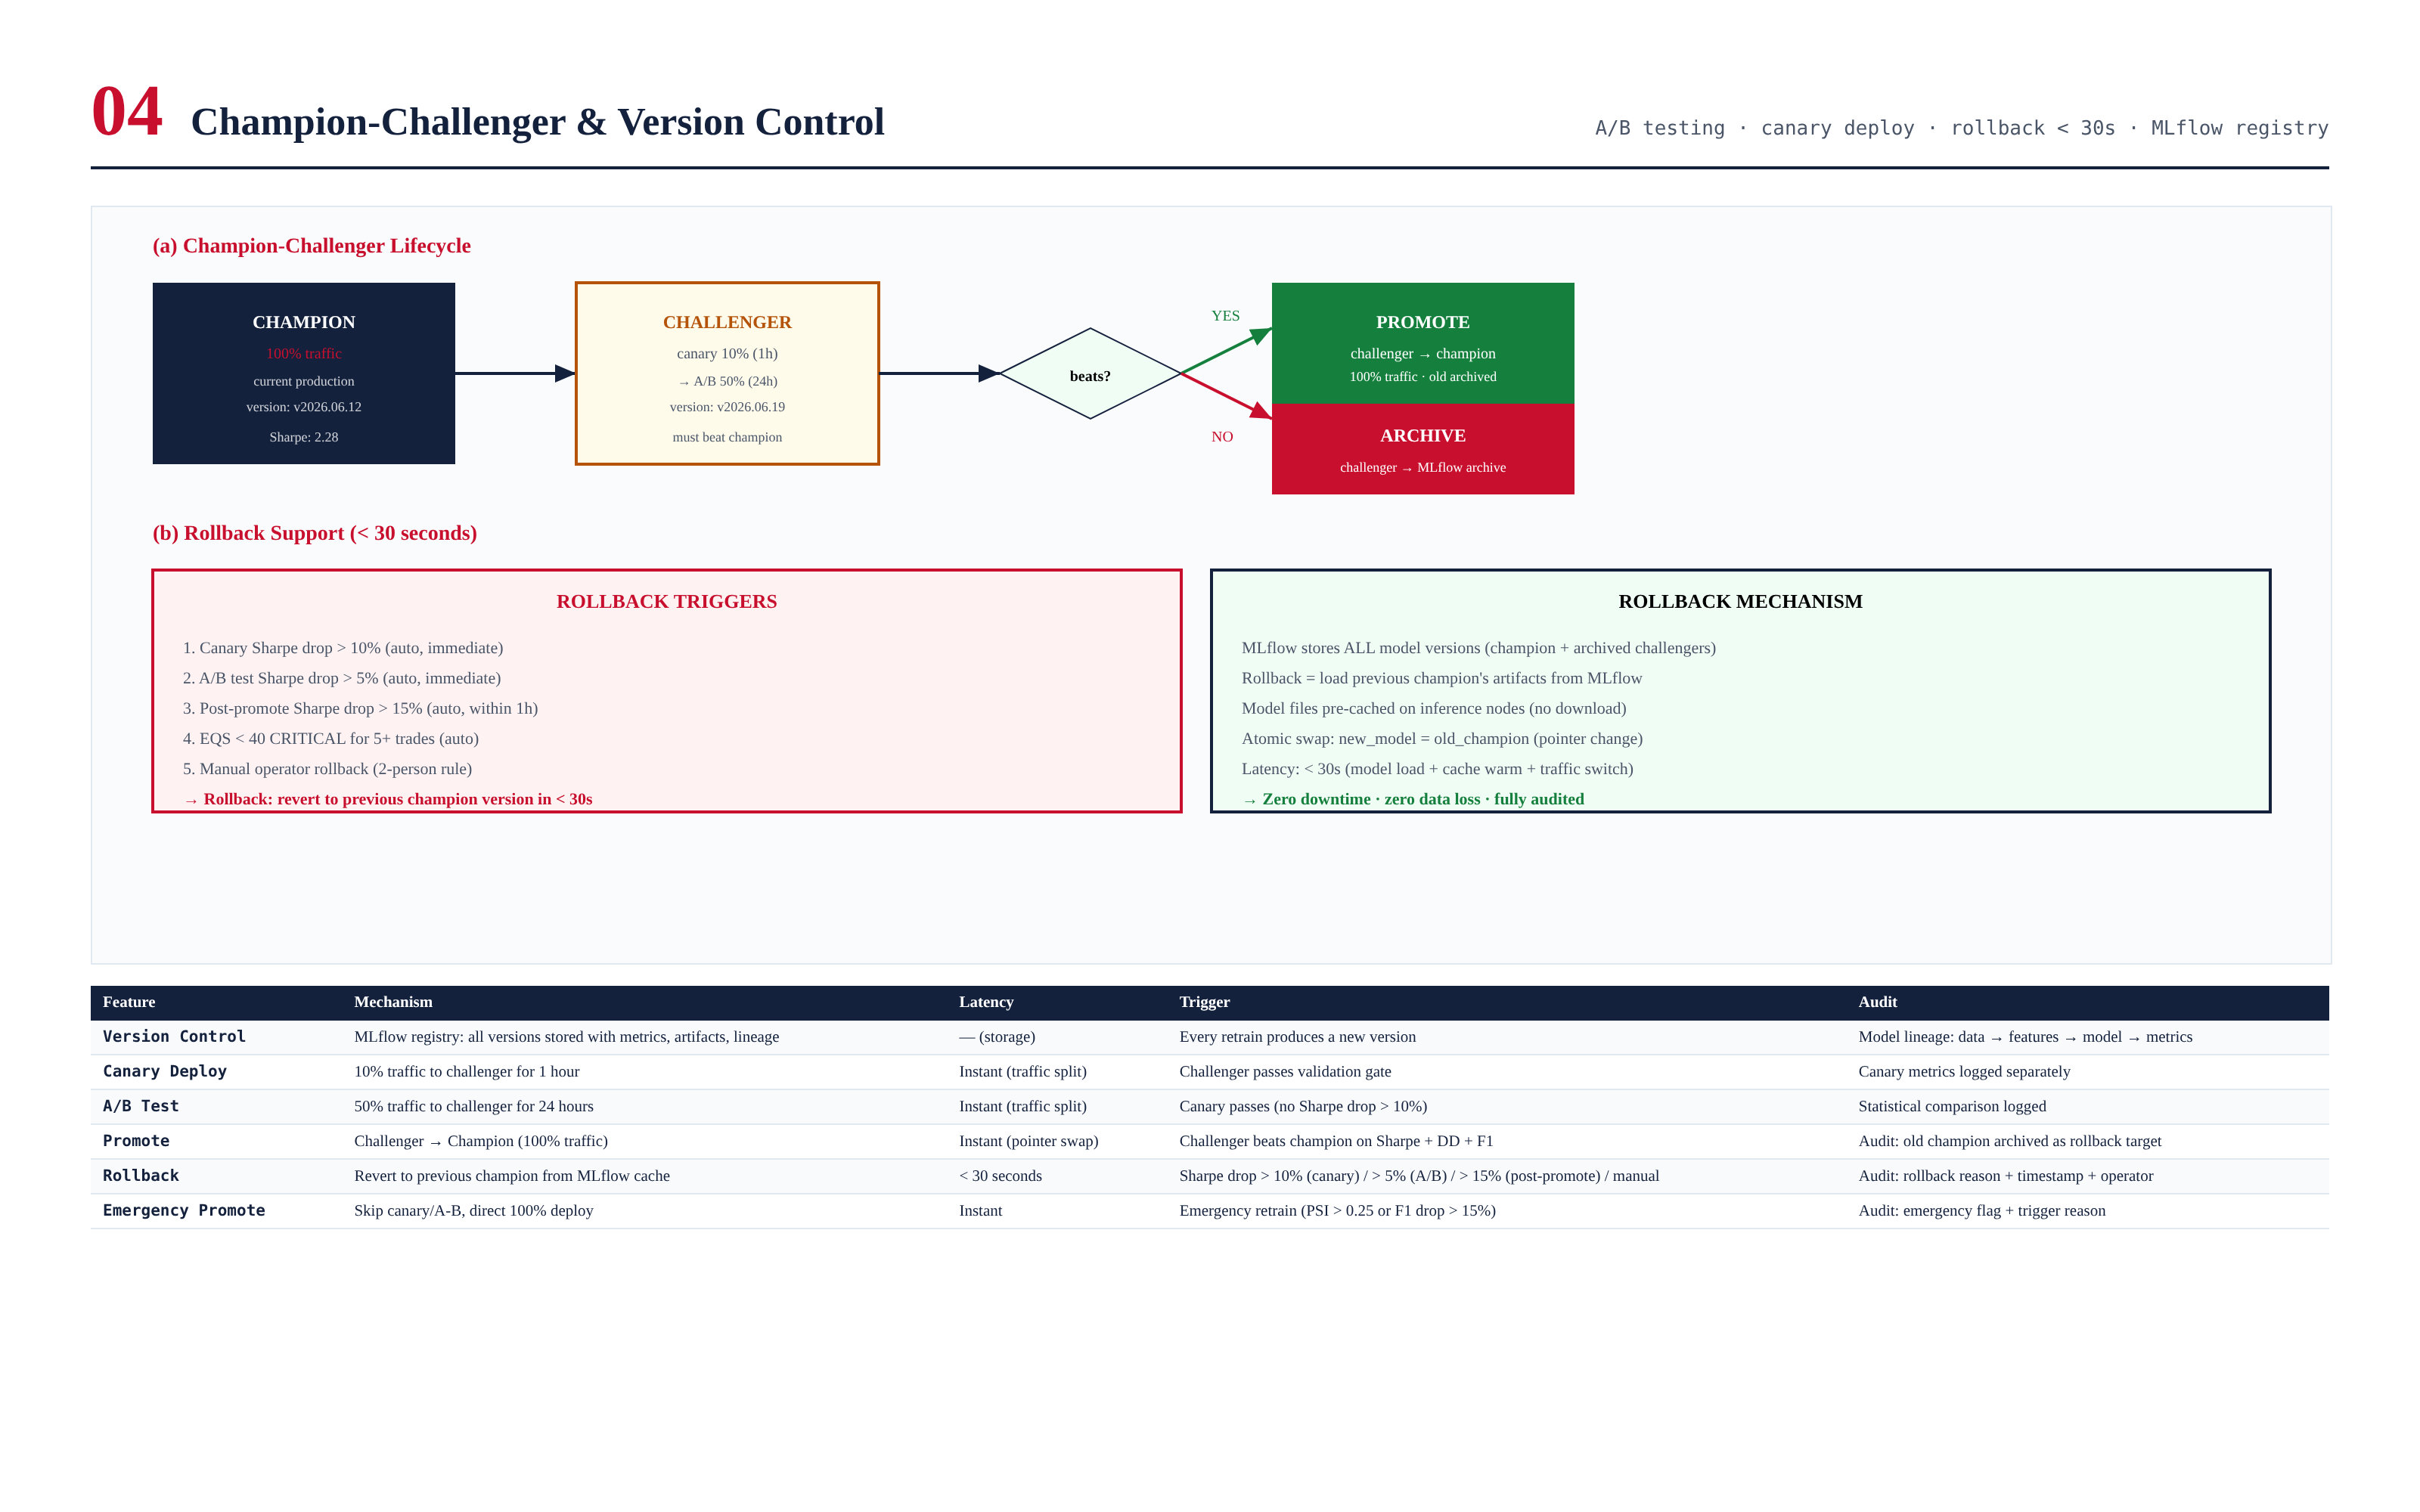 04 Champion-Challenger & Version Control
A/B testing · canary deploy · rollback < 30s · MLflow registry
(a) Champion-Challenger Lifecycle
CHAMPION
100% traffic
current production
version: v2026.06.12
Sharpe: 2.28
CHALLENGER
canary 10% (1h)
→ A/B 50% (24h)
version: v2026.06.19
must beat champion
beats?
YES
NO
PROMOTE
challenger → champion
100% traffic · old archived
ARCHIVE
challenger → MLflow archive
(b) Rollback Support (< 30 seconds)
ROLLBACK TRIGGERS
1. Canary Sharpe drop > 10% (auto, immediate)
2. A/B test Sharpe drop > 5% (auto, immediate)
3. Post-promote Sharpe drop > 15% (auto, within 1h)
4. EQS < 40 CRITICAL for 5+ trades (auto)
5. Manual operator rollback (2-person rule)
→ Rollback: revert to previous champion version in < 30s
ROLLBACK MECHANISM
MLflow stores ALL model versions (champion + archived challengers)
Rollback = load previous champion's artifacts from MLflow
Model files pre-cached on inference nodes (no download)
Atomic swap: new_model = old_champion (pointer change)
Latency: < 30s (model load + cache warm + traffic switch)
→ Zero downtime · zero data loss · fully audited
Feature Mechanism Latency Trigger Audit
Version Control MLflow registry: all versions stored with metrics, artifacts, lineage — (storage) Every retrain produces a new version Model lineage: data → features → model → metrics
Canary Deploy 10% traffic to challenger for 1 hour Instant (traffic split) Challenger passes validation gate Canary metrics logged separately
A/B Test 50% traffic to challenger for 24 hours Instant (traffic split) Canary passes (no Sharpe drop > 10%) Statistical comparison logged
Promote Challenger → Champion (100% traffic) Instant (pointer swap) Challenger beats champion on Sharpe + DD + F1 Audit: old champion archived as rollback target
Rollback Revert to previous champion from MLflow cache < 30 seconds Sharpe drop > 10% (canary) / > 5% (A/B) / > 15% (post-promote) / manual Audit: rollback reason + timestamp + operator
Emergency Promote Skip canary/A-B, direct 100% deploy Instant Emergency retrain (PSI > 0.25 or F1 drop > 15%) Audit: emergency flag + trigger reason